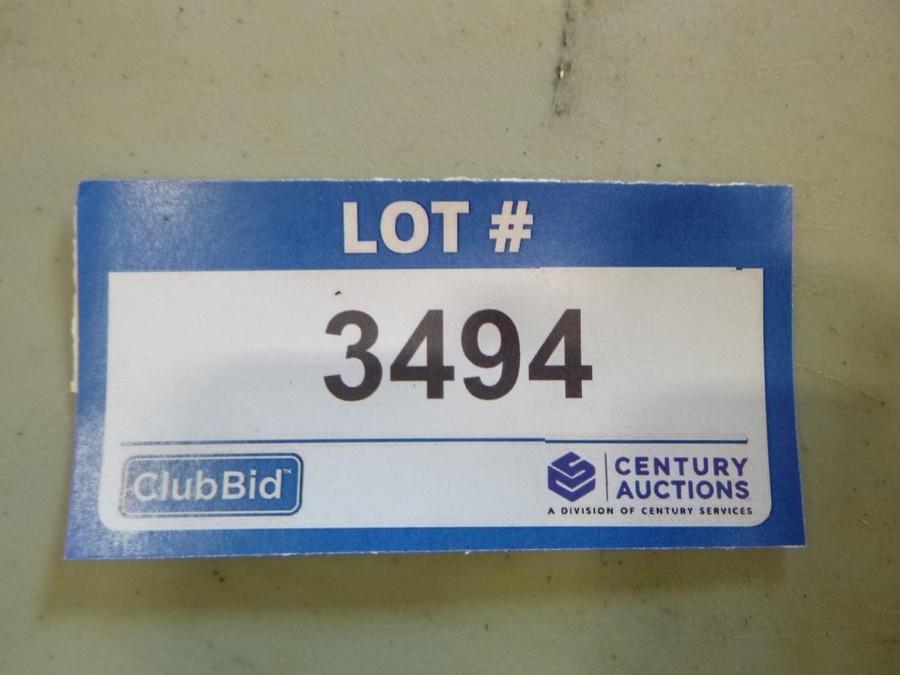 LOT #
3494
ClubBid™
CENTURY
AUCTIONS
A DIVISION OF CENTURY SERVICES